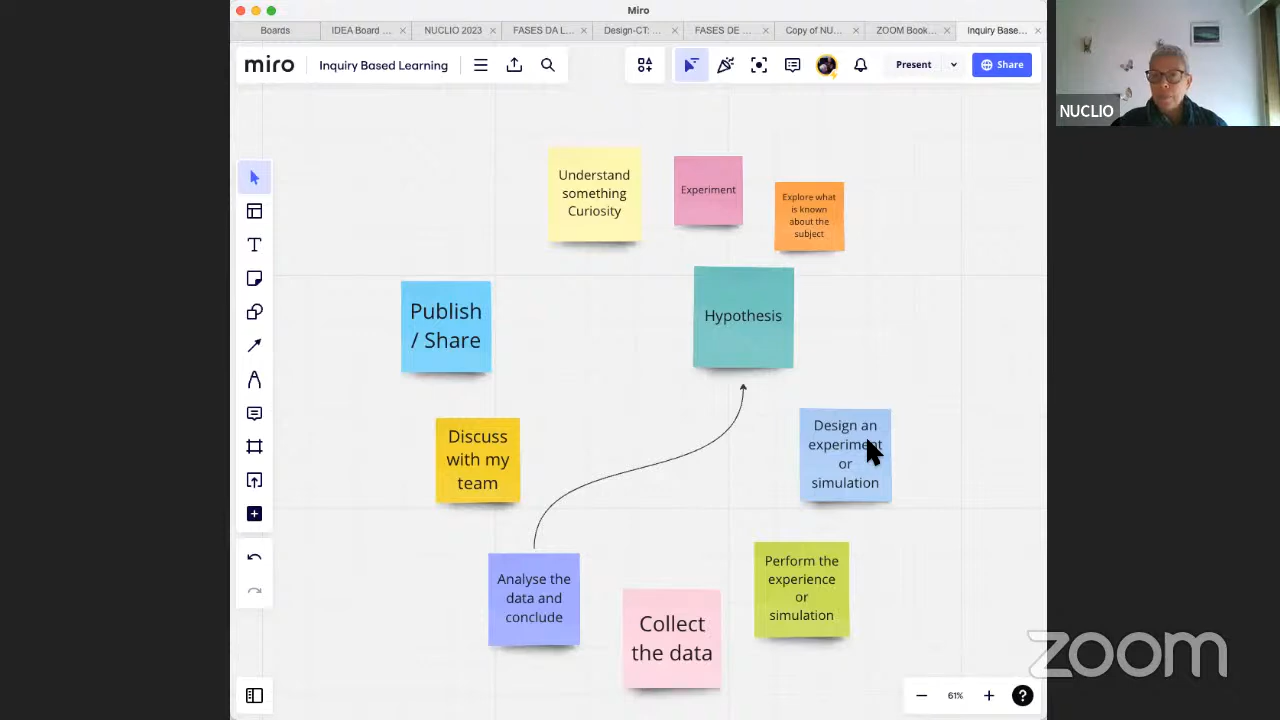 Miro
Boards
IDEA Board ...
NUCLIO 2023
FASES DA L...
Design-CT: ...
FASES DE ...
Copy of NU...
ZOOM Book...
Inquiry Base...
miro
Inquiry Based Learning
Present
Share
NUCLIO
Understand
something
Curiosity
Experiment
Explore what
is known
about the
subject
Publish
/ Share
Hypothesis
Discuss
with my
team
Design an
experiment
or
simulation
Analyse the
data and
conclude
Collect
the data
Perform the
experience
or
simulation
61%
zoom